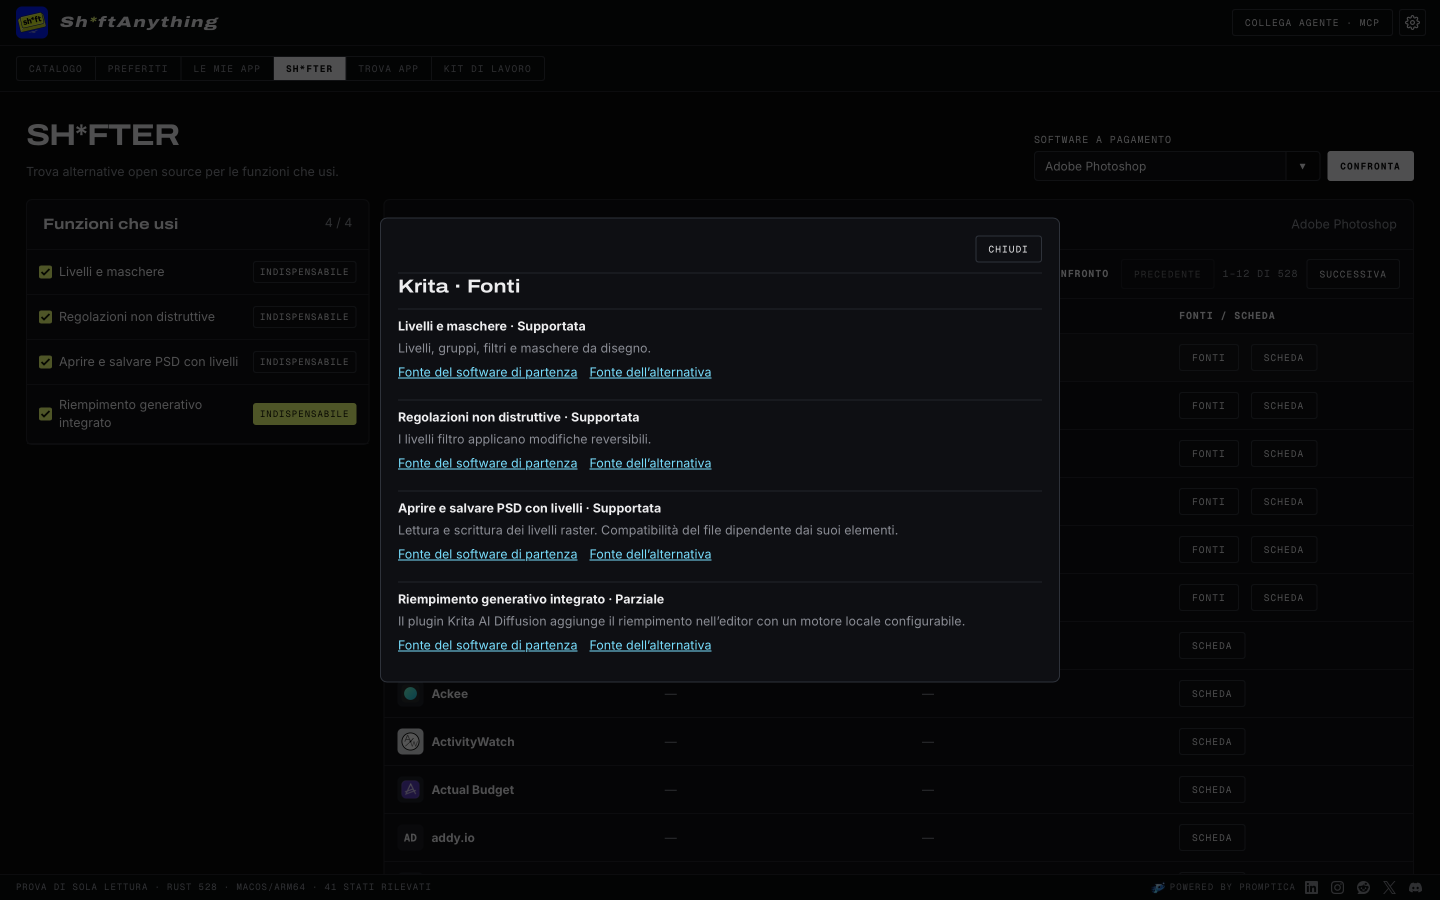 sh*ft
Sh*ftAnything
COLLEGA AGENTE · MCP
CATALOGO
PREFERITI
LE MIE APP
SH*FTER
TROVA APP
KIT DI LAVORO
SH*FTER
Trova alternative open source per le funzioni che usi.
SOFTWARE A PAGAMENTO
Adobe Photoshop
CONFRONTA
Funzioni che usi
4 / 4
Livelli e maschere
INDISPENSABILE
Regolazioni non distruttive
INDISPENSABILE
Aprire e salvare PSD con livelli
INDISPENSABILE
Riempimento generativo
integrato
INDISPENSABILE
Adobe Photoshop
NFRONTO
PRECEDENTE
1–12 DI 528
SUCCESSIVA
FONTI / SCHEDA
FONTI
SCHEDA
FONTI
SCHEDA
FONTI
SCHEDA
FONTI
SCHEDA
FONTI
SCHEDA
FONTI
SCHEDA
SCHEDA
CHIUDI
Krita · Fonti
Livelli e maschere · Supportata
Livelli, gruppi, filtri e maschere da disegno.
Fonte del software di partenza
Fonte dell’alternativa
Regolazioni non distruttive · Supportata
I livelli filtro applicano modifiche reversibili.
Fonte del software di partenza
Fonte dell’alternativa
Aprire e salvare PSD con livelli · Supportata
Lettura e scrittura dei livelli raster. Compatibilità del file dipendente dai suoi elementi.
Fonte del software di partenza
Fonte dell’alternativa
Riempimento generativo integrato · Parziale
Il plugin Krita AI Diffusion aggiunge il riempimento nell’editor con un motore locale configurabile.
Fonte del software di partenza
Fonte dell’alternativa
Ackee
—
—
SCHEDA
ActivityWatch
—
—
SCHEDA
Actual Budget
—
—
SCHEDA
AD
addy.io
—
—
SCHEDA
PROVA DI SOLA LETTURA · RUST 528 · MACOS/ARM64 · 41 STATI RILEVATI
POWERED BY PROMPTICA